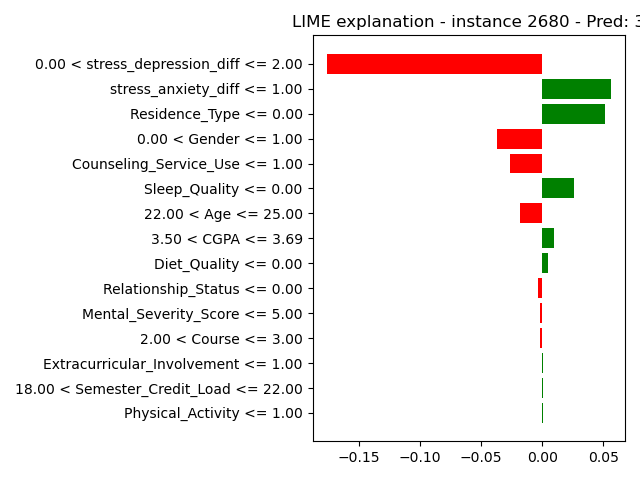 LIME explanation - instance 2680 - Pred: 3
0.00 < stress_depression_diff <= 2.00
stress_anxiety_diff <= 1.00
Residence_Type <= 0.00
0.00 < Gender <= 1.00
Counseling_Service_Use <= 1.00
Sleep_Quality <= 0.00
22.00 < Age <= 25.00
3.50 < CGPA <= 3.69
Diet_Quality <= 0.00
Relationship_Status <= 0.00
Mental_Severity_Score <= 5.00
2.00 < Course <= 3.00
Extracurricular_Involvement <= 1.00
18.00 < Semester_Credit_Load <= 22.00
Physical_Activity <= 1.00
−0.15 −0.10 −0.05 0.00 0.05